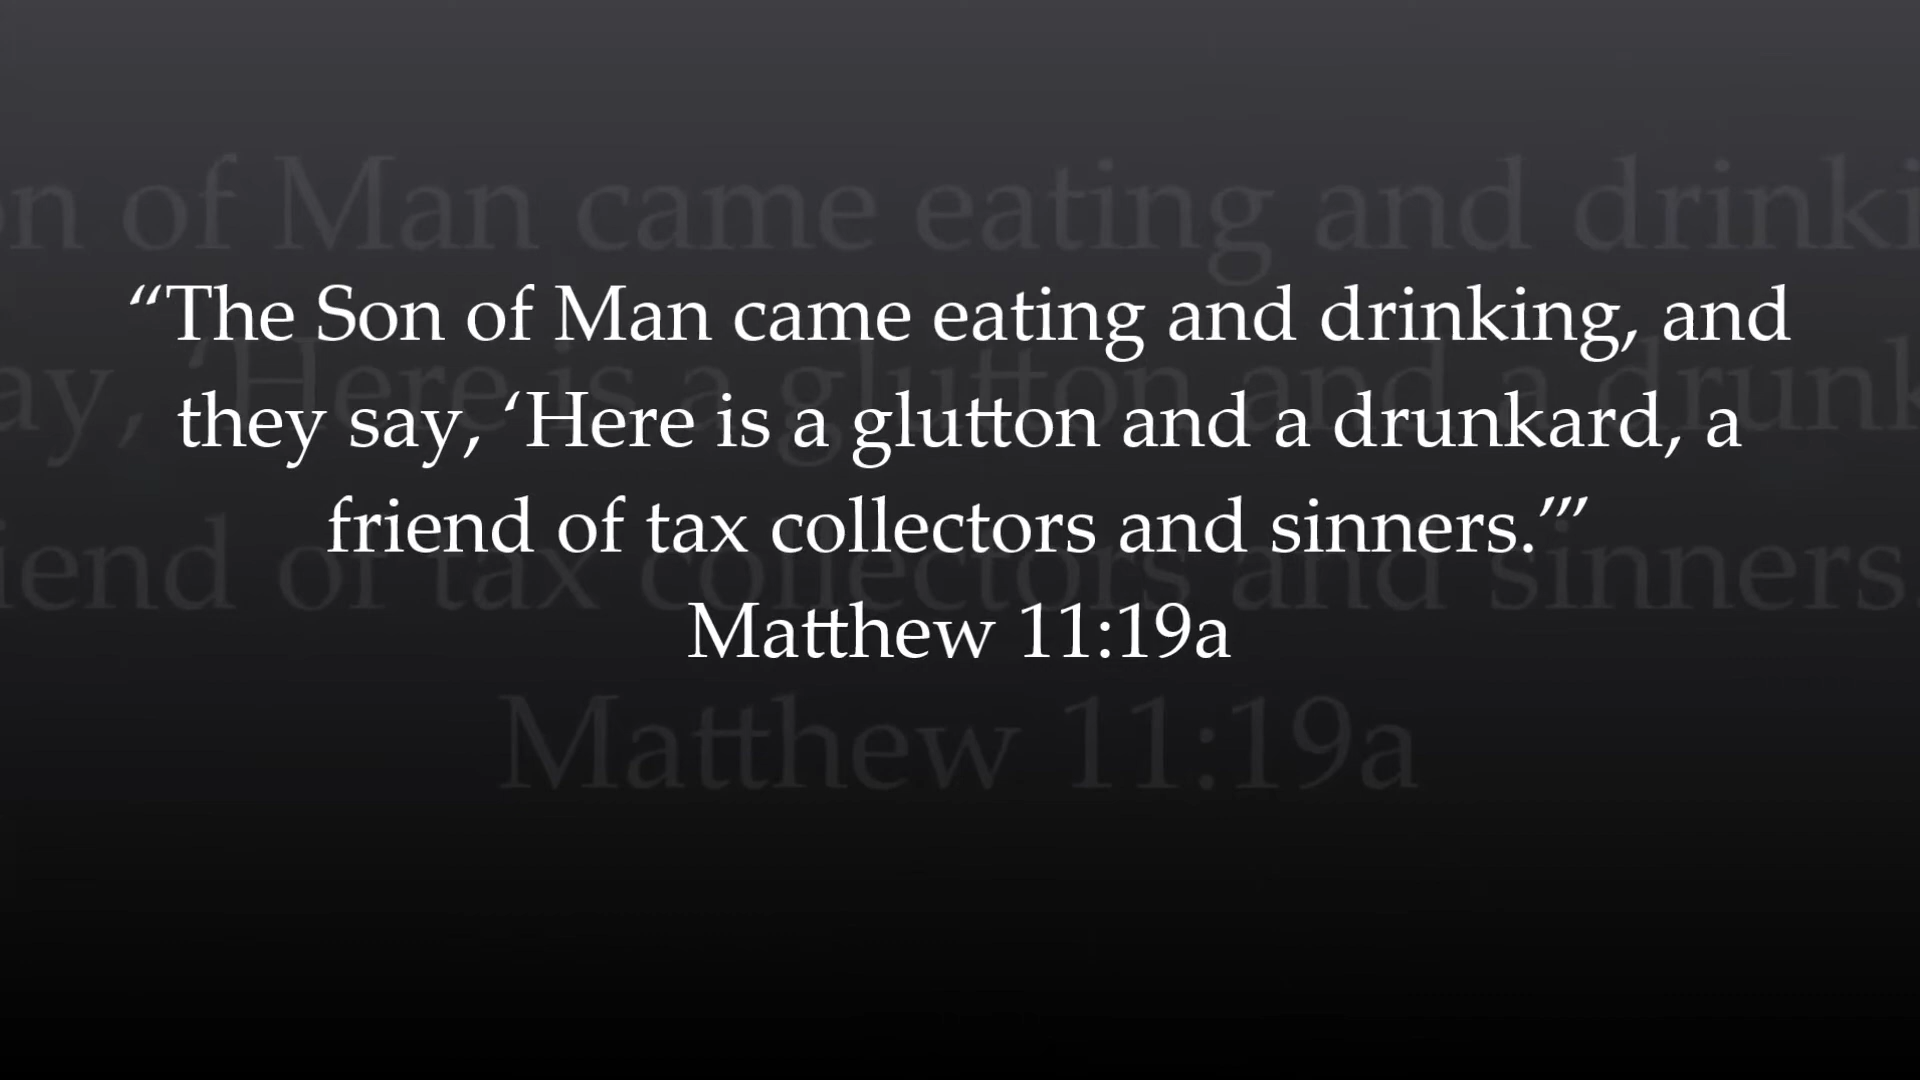 “The Son of Man came eating and drinking, and
they say, ‘Here is a glutton and a drunkard, a
friend of tax collectors and sinners.’”
Matthew 11:19a